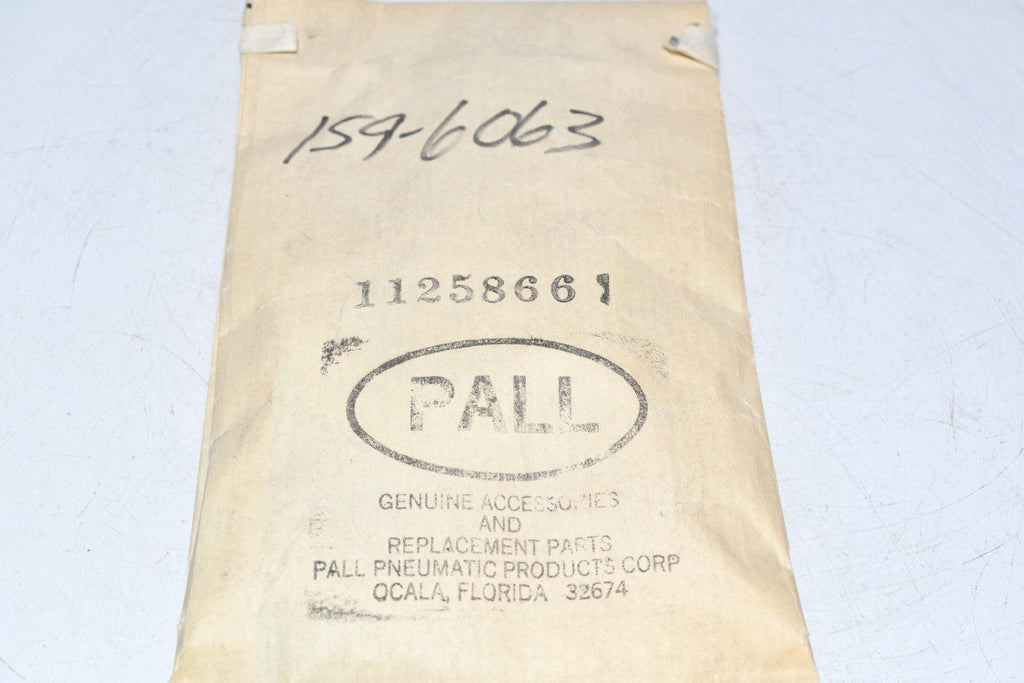 159-6063
11258661
PALL
GENUINE ACCESSORIES
AND
REPLACEMENT PARTS
PALL PNEUMATIC PRODUCTS CORP
OCALA, FLORIDA 32674